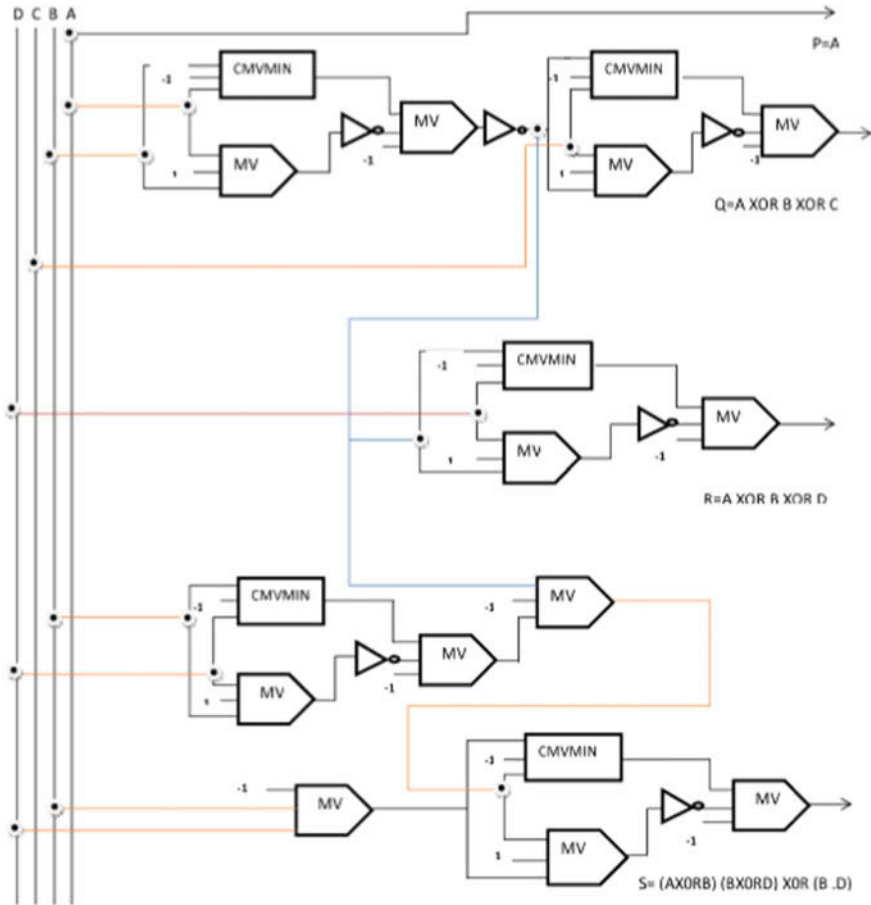 D C B A
P=A
CMVMIN
-1
MV
-1
1
MV
CMVMIN
-1
MV
-1
1
MV
Q=A XOR B XOR C
CMVMIN
-1
MV
-1
1
MV
R=A XOR B XOR D
CMVMIN
-1
MV
-1
MV
-1
1
MV
CMVMIN
-1
-1
MV
MV
-1
1
MV
S= (AX0RB) (BX0RD) X0R (B .D)